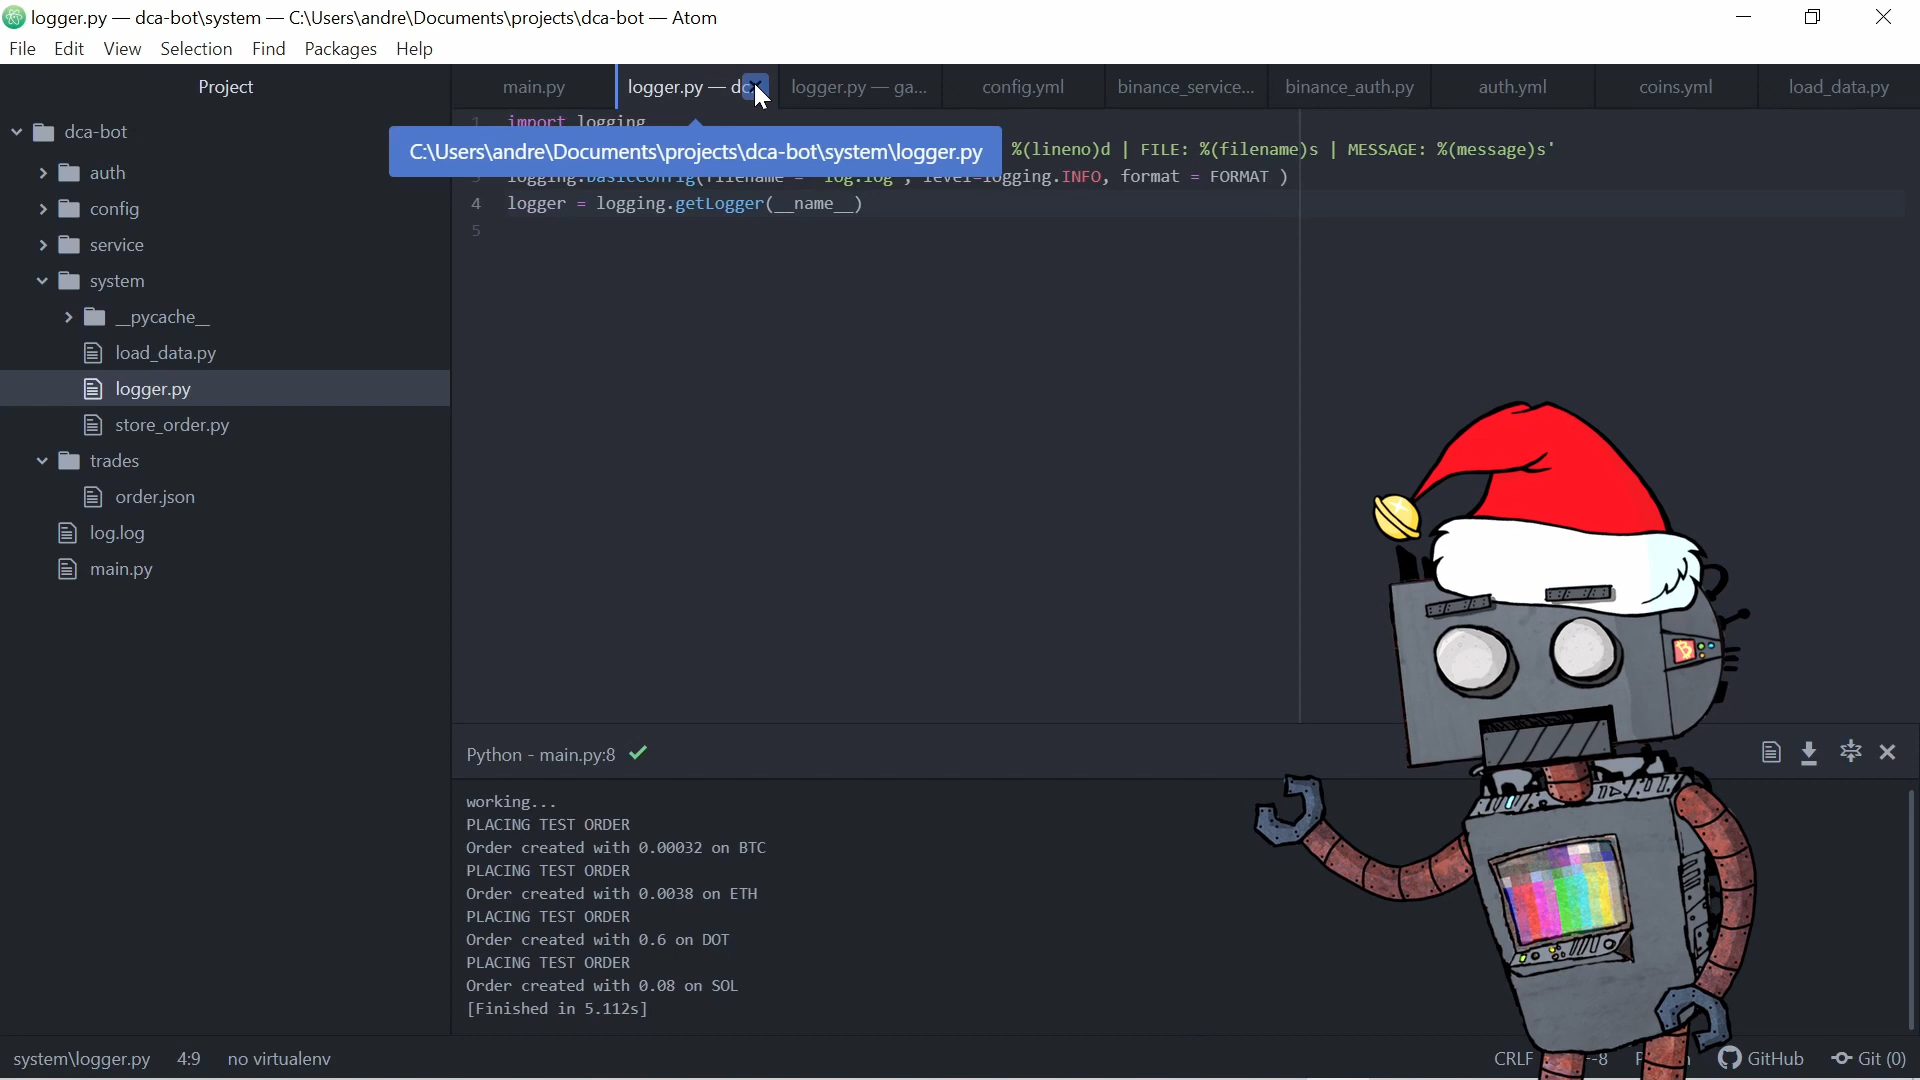 logger.py — dca-bot\system — C:\Users\andre\Documents\projects\dca-bot — Atom
File Edit View Selection Find Packages Help
Project
main.py
logger.py — dc
logger.py — ga...
config.yml
binance_service...
binance_auth.py
auth.yml
coins.yml
load_data.py
dca-bot
auth
config
service
system
__pycache__
load_data.py
logger.py
store_order.py
trades
order.json
log.log
main.py
1 import logging
C:\Users\andre\Documents\projects\dca-bot\system\logger.py
%(lineno)d | FILE: %(filename)s | MESSAGE: %(message)s'
logging.basicConfig(filename = 'log.log', level=logging.INFO, format = FORMAT )
4 logger = logging.getLogger(__name__)
5
Python - main.py:8
working...
PLACING TEST ORDER
Order created with 0.00032 on BTC
PLACING TEST ORDER
Order created with 0.0038 on ETH
PLACING TEST ORDER
Order created with 0.6 on DOT
PLACING TEST ORDER
Order created with 0.08 on SOL
[Finished in 5.112s]
system\logger.py 4:9 no virtualenv
CRLF
GitHub
Git (0)